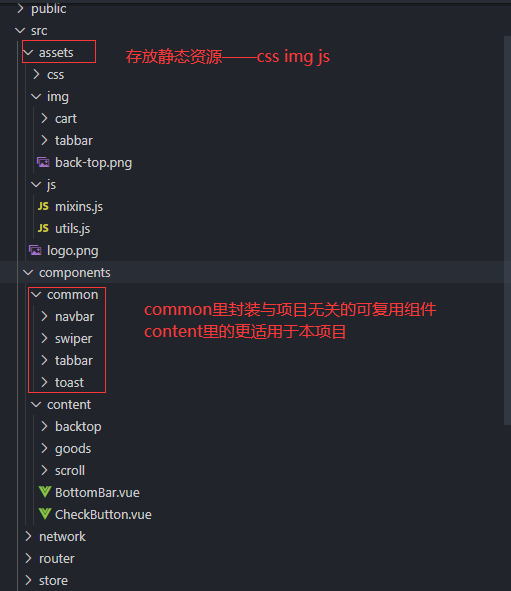 public
src
assets
存放静态资源——css img js
css
img
cart
tabbar
back-top.png
js
JS mixins.js
JS utils.js
logo.png
components
common
navbar
common里封装与项目无关的可复用组件
swiper
content里的更适用于本项目
tabbar
toast
content
backtop
goods
scroll
BottomBar.vue
CheckButton.vue
network
router
store